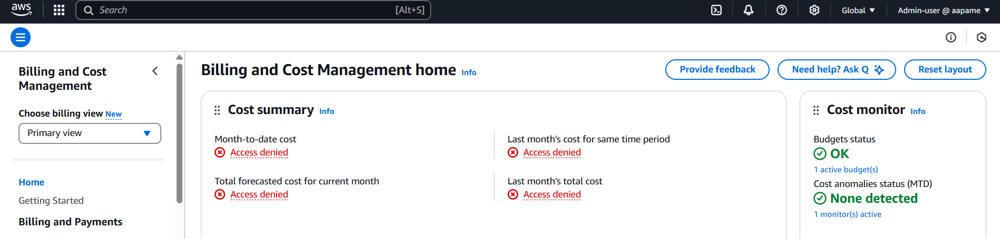 aws
Search
[Alt+S]
Global
Admin-user @ aapame
Billing and Cost
Management
Choose billing view New
Primary view
Home
Getting Started
Billing and Payments
Billing and Cost Management home Info
Provide feedback
Need help? Ask Q
Reset layout
Cost summary Info
Month-to-date cost
Access denied
Last month's cost for same time period
Access denied
Total forecasted cost for current month
Access denied
Last month's total cost
Access denied
Cost monitor Info
Budgets status
OK
1 active budget(s)
Cost anomalies status (MTD)
None detected
1 monitor(s) active